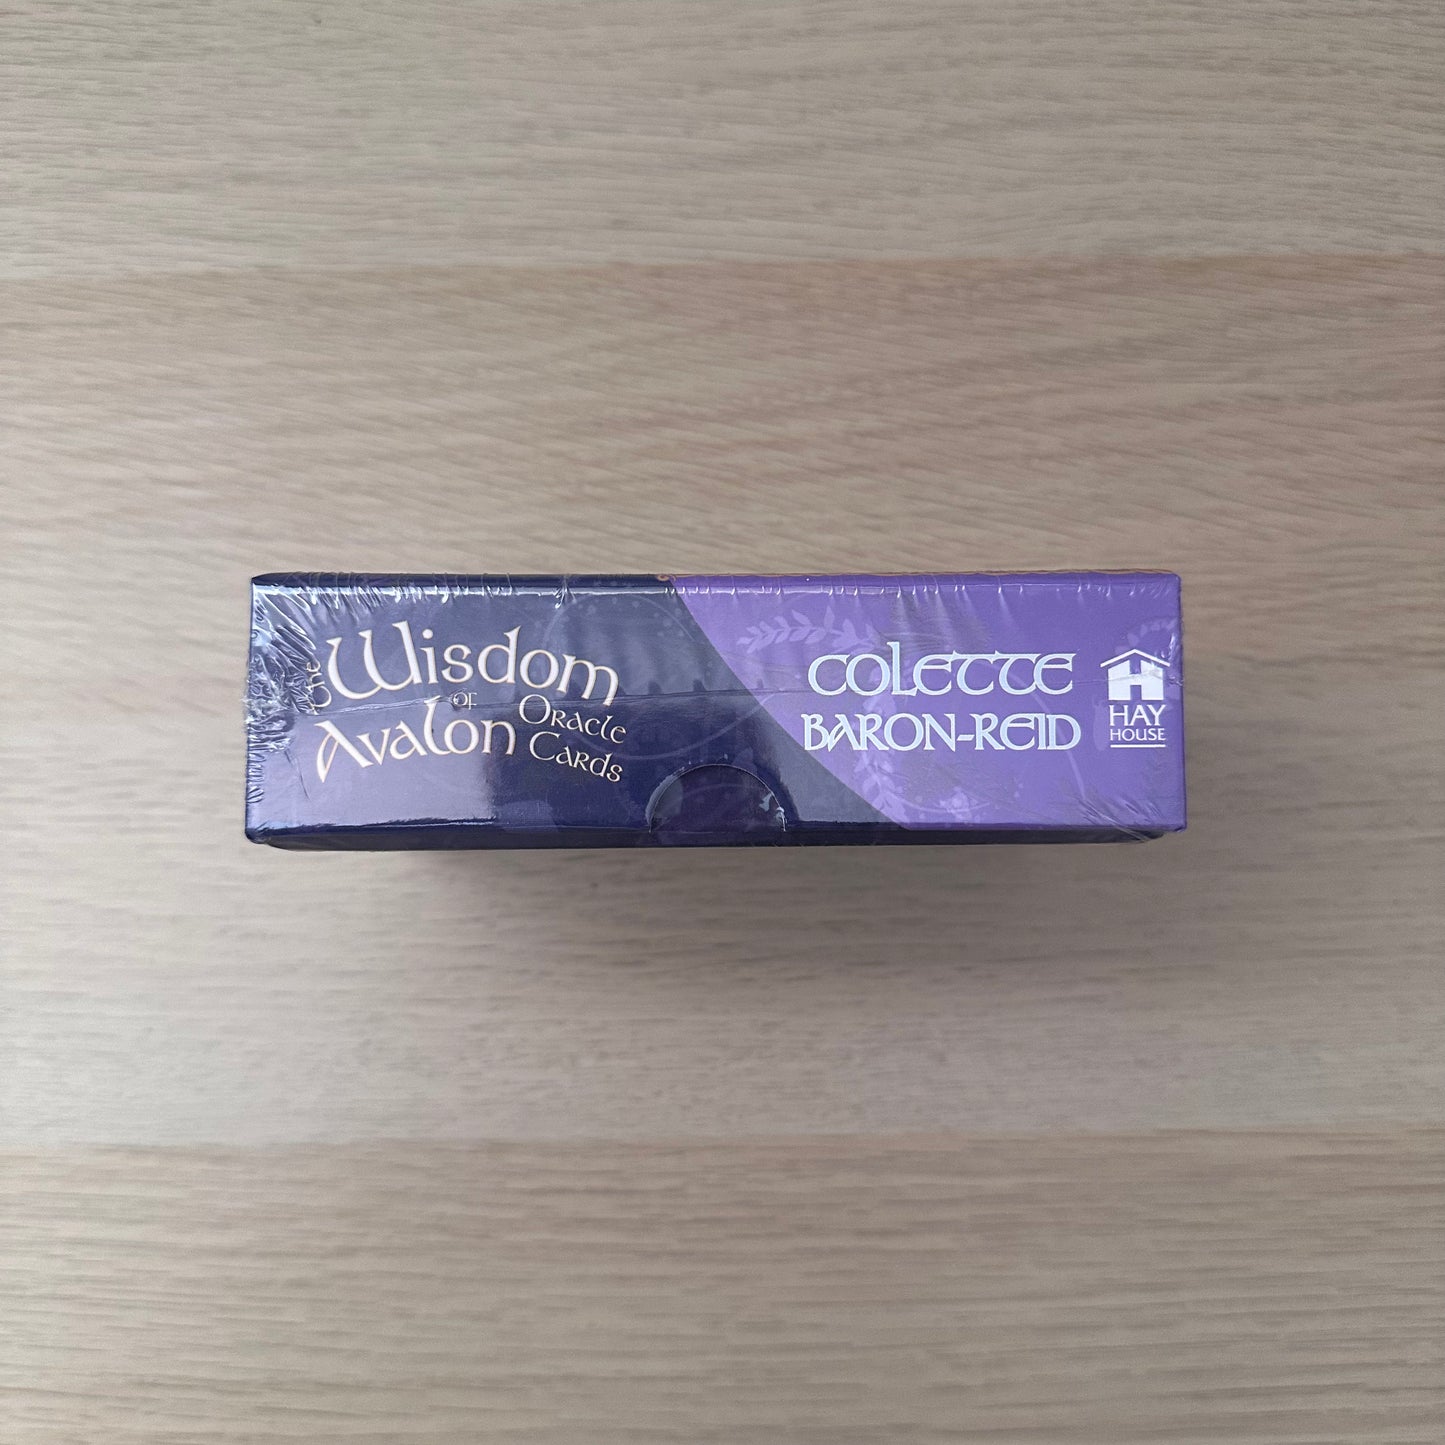 The Wisdom
OF
Avalon Oracle
Cards
COLETTE
BARON-REID
HAY
HOUSE